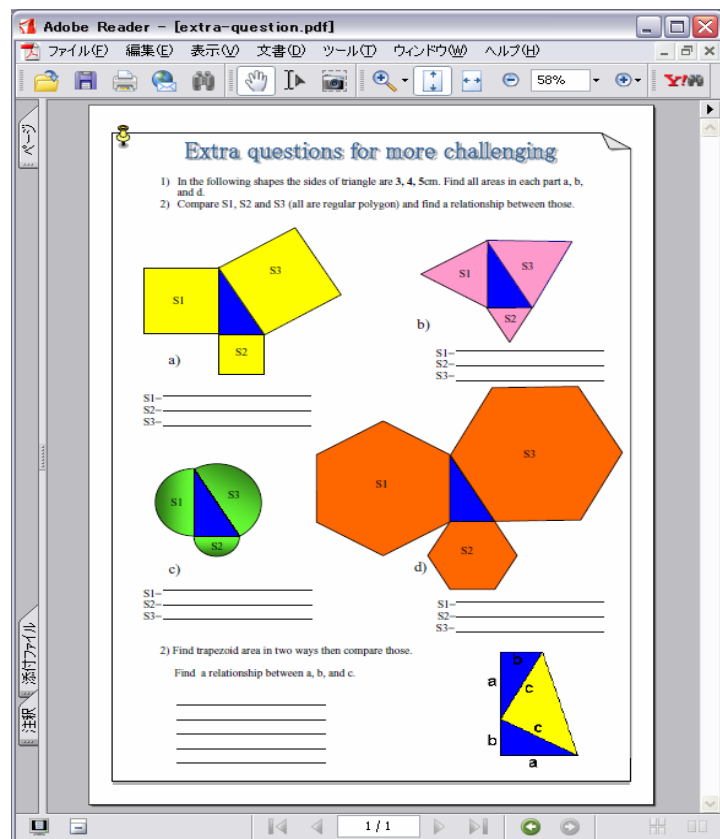 Adobe Reader - [extra-question.pdf]
ファイル(F) 編集(E) 表示(V) 文書(D) ツール(T) ウィンドウ(W) ヘルプ(H)
58%
Y!
ページ
Extra questions for more challenging
1) In the following shapes the sides of triangle are 3, 4, 5cm. Find all areas in each part a, b,
and d.
2) Compare S1, S2 and S3 (all are regular polygon) and find a relationship between those.
S1
S3
S2
a)
S1
S3
S2
b)
S1=
S2=
S3=
S1=
S2=
S3=
S1
S3
S2
c)
S1
S3
S2
d)
S1=
S2=
S3=
S1=
S2=
S3=
2) Find trapezoid area in two ways then compare those.
Find a relationship between a, b, and c.
b
a
c
c
b
a
添付ファイル
注釈
1 / 1